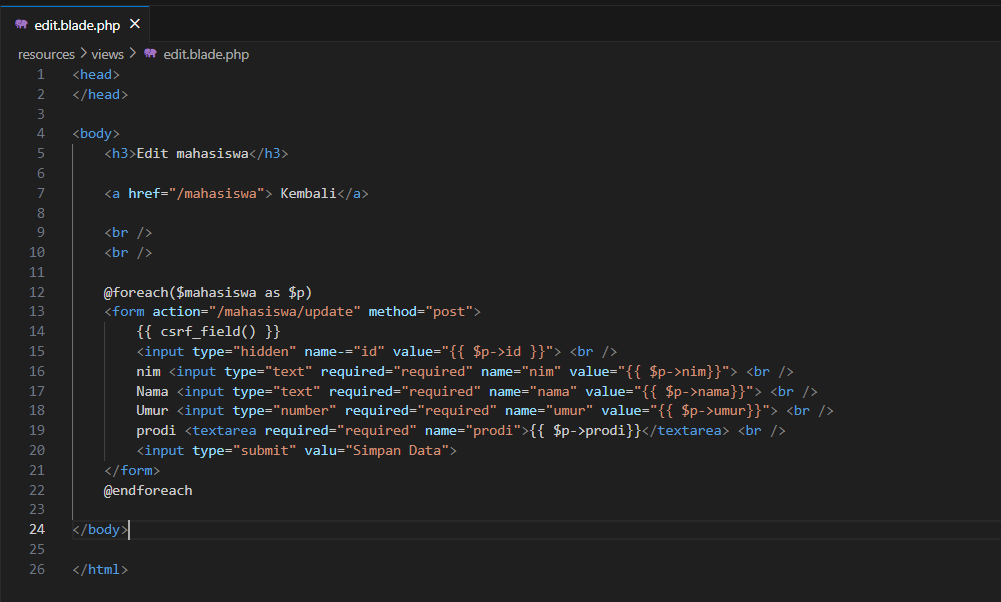 edit.blade.php ✕
resources > views > edit.blade.php
1 <head>
2 </head>
3
4 <body>
5     <h3>Edit mahasiswa</h3>
6
7     <a href="/mahasiswa"> Kembali</a>
8
9     <br />
10     <br />
11
12     @foreach($mahasiswa as $p)
13     <form action="/mahasiswa/update" method="post">
14         {{ csrf_field() }}
15         <input type="hidden" name-="id" value="{{ $p->id }}"> <br />
16         nim <input type="text" required="required" name="nim" value="{{ $p->nim}}"> <br />
17         Nama <input type="text" required="required" name="nama" value="{{ $p->nama}}"> <br />
18         Umur <input type="number" required="required" name="umur" value="{{ $p->umur}}"> <br />
19         prodi <textarea required="required" name="prodi">{{ $p->prodi}}</textarea> <br />
20         <input type="submit" valu="Simpan Data">
21     </form>
22     @endforeach
23
24 </body>
25
26 </html>